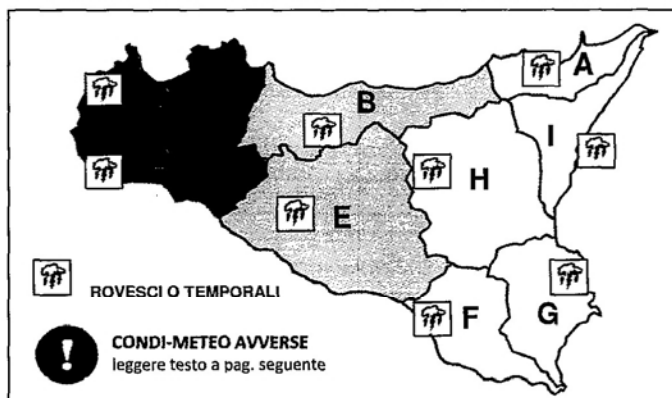 A
B
I
H
E
ROVESCI O TEMPORALI
F
G
!
CONDI-METEO AVVERSE
leggere testo a pag. seguente